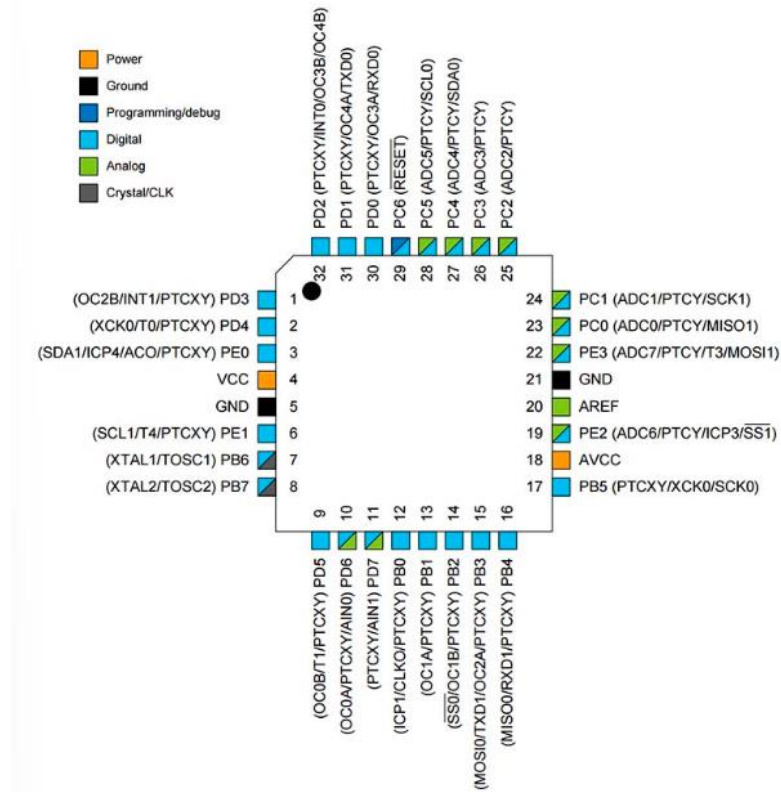 Power
Ground
Programming/debug
Digital
Analog
Crystal/CLK
PD2 (PTCXY/INT0/OC3B/OC4B)
PD1 (PTCXY/OC4A/TXD0)
PD0 (PTCXY/OC3A/RXD0)
PC6 (RESET)
PC5 (ADC5/PTCY/SCL0)
PC4 (ADC4/PTCY/SDA0)
PC3 (ADC3/PTCY)
PC2 (ADC2/PTCY)
32 31 30 29 28 27 26 25
(OC2B/INT1/PTCXY) PD3 1
(XCK0/T0/PTCXY) PD4 2
(SDA1/ICP4/ACO/PTCXY) PE0 3
VCC 4
GND 5
(SCL1/T4/PTCXY) PE1 6
(XTAL1/TOSC1) PB6 7
(XTAL2/TOSC2) PB7 8
24 PC1 (ADC1/PTCY/SCK1)
23 PC0 (ADC0/PTCY/MISO1)
22 PE3 (ADC7/PTCY/T3/MOSI1)
21 GND
20 AREF
19 PE2 (ADC6/PTCY/ICP3/SS1)
18 AVCC
17 PB5 (PTCXY/XCK0/SCK0)
9 10 11 12 13 14 15 16
(OC0B/T1/PTCXY) PD5
(OC0A/PTCXY/AIN0) PD6
(PTCXY/AIN1) PD7
(ICP1/CLKO/PTCXY) PB0
(OC1A/PTCXY) PB1
(SS0/OC1B/PTCXY) PB2
(MOSI0/TXD1/OC2A/PTCXY) PB3
(MISO0/RXD1/PTCXY) PB4